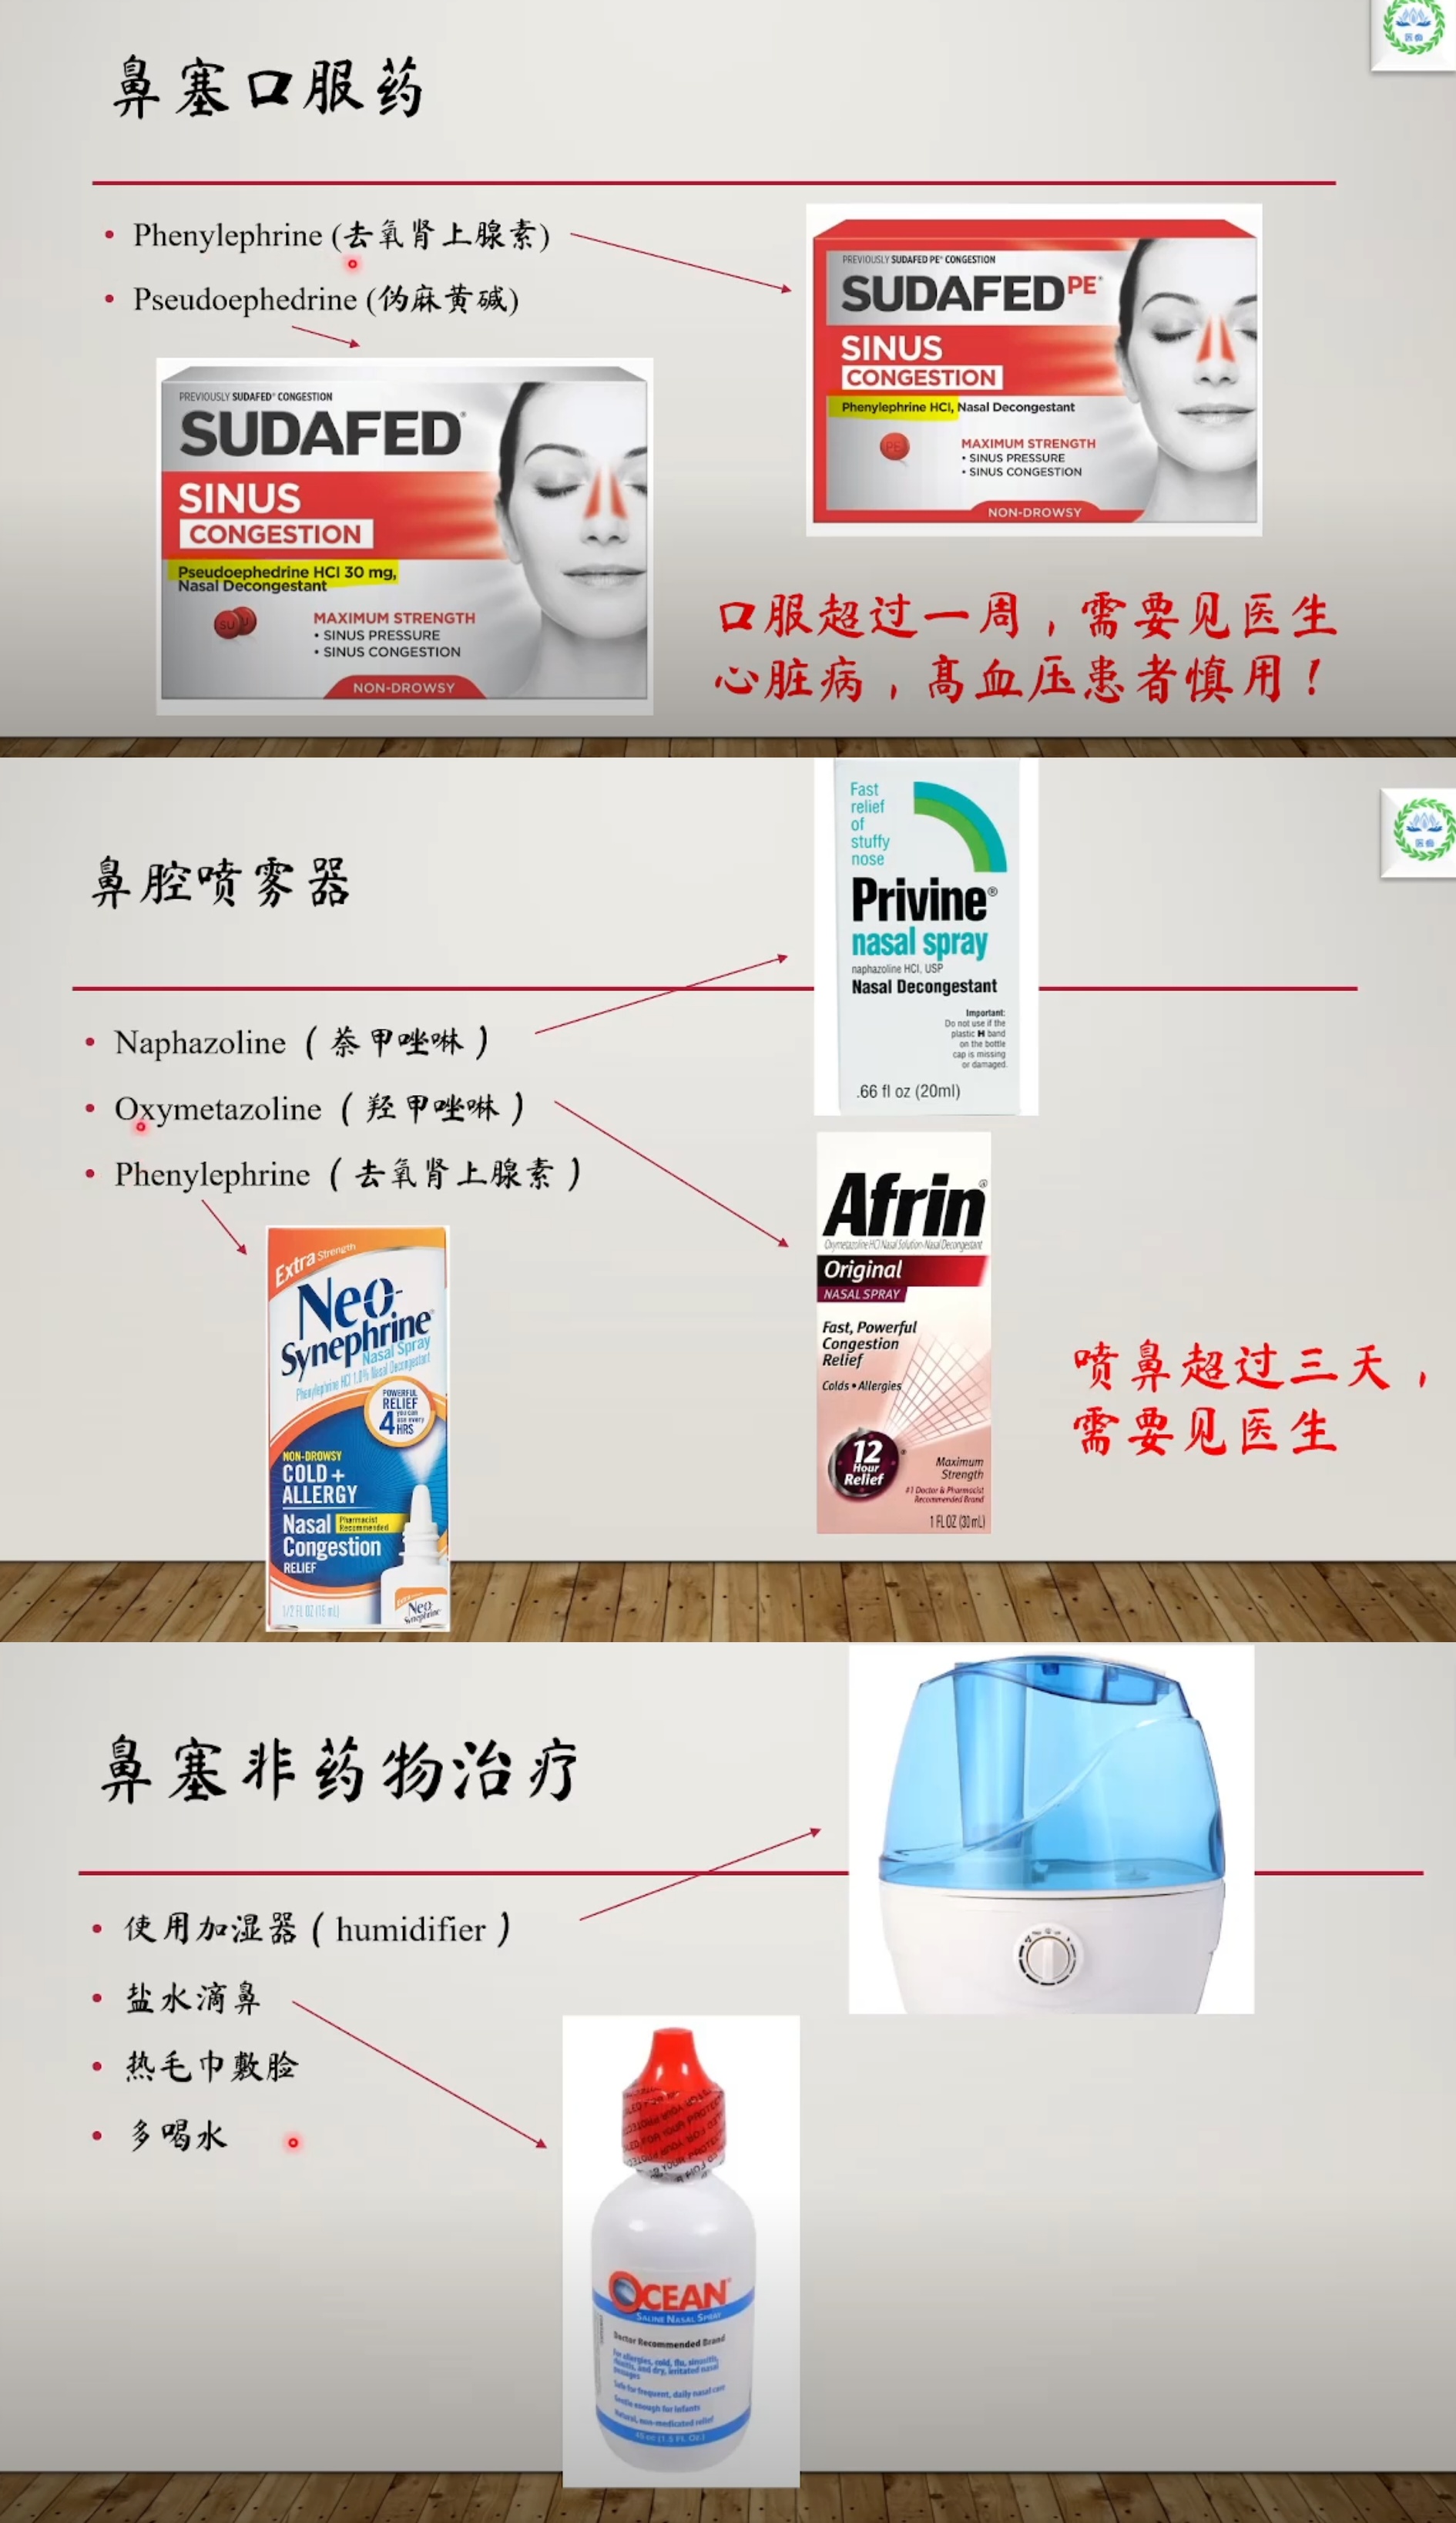 医俪
鼻塞口服药
• Phenylephrine (去氧肾上腺素)
• Pseudoephedrine (伪麻黄碱)
PREVIOUSLY SUDAFED PE® CONGESTION
SUDAFED PE®
SINUS
CONGESTION
Phenylephrine HCl, Nasal Decongestant
PE
MAXIMUM STRENGTH
• SINUS PRESSURE
• SINUS CONGESTION
NON-DROWSY
PREVIOUSLY SUDAFED® CONGESTION
SUDAFED®
SINUS
CONGESTION
Pseudoephedrine HCl 30 mg,
Nasal Decongestant
SU
MAXIMUM STRENGTH
• SINUS PRESSURE
• SINUS CONGESTION
NON-DROWSY
口服超过一周，需要见医生
心脏病，高血压患者慎用！
鼻腔喷雾器
• Naphazoline（萘甲唑啉）
• Oxymetazoline（羟甲唑啉）
• Phenylephrine（去氧肾上腺素）
Fast
relief
of
stuffy
nose
Privine®
nasal spray
naphazoline HCl, USP
Nasal Decongestant
Important:
Do not use if the
plastic H band
on the bottle
cap is missing
or damaged.
.66 fl oz (20ml)
Afrin®
Oxymetazoline HCl Nasal Solution-Nasal Decongestant
Original
NASAL SPRAY
Fast, Powerful
Congestion
Relief
Colds • Allergies
12
Hour
Relief
Maximum
Strength
#1 Doctor & Pharmacist
Recommended Brand
1 FL OZ (30 mL)
Extra Strength
Neo-
Synephrine®
Nasal Spray
Phenylephrine HCl 1.0% Nasal Decongestant
POWERFUL
RELIEF
you can
use every
4 HRS
NON-DROWSY
COLD +
ALLERGY
Nasal
Pharmacist
Recommended
Congestion
RELIEF
1/2 FL OZ (15 mL)
Neo-
Synephrine
喷鼻超过三天，
需要见医生
鼻塞非药物治疗
• 使用加湿器（humidifier）
• 盐水滴鼻
• 热毛巾敷脸
• 多喝水
OCEAN®
SALINE NASAL SPRAY
Doctor Recommended Brand
For allergies, cold, flu, sinusitis,
rhinitis, and dry, irritated nasal
passages
Safe for frequent, daily nasal care
Gentle enough for infants
Natural, non-medicated relief